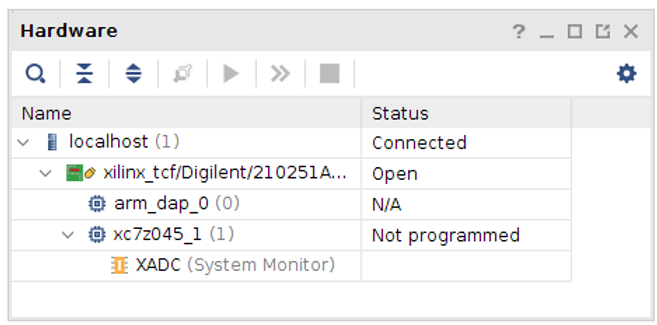 Hardware
Name Status
localhost (1) Connected
xilinx_tcf/Digilent/210251A... Open
arm_dap_0 (0) N/A
xc7z045_1 (1) Not programmed
XADC (System Monitor)